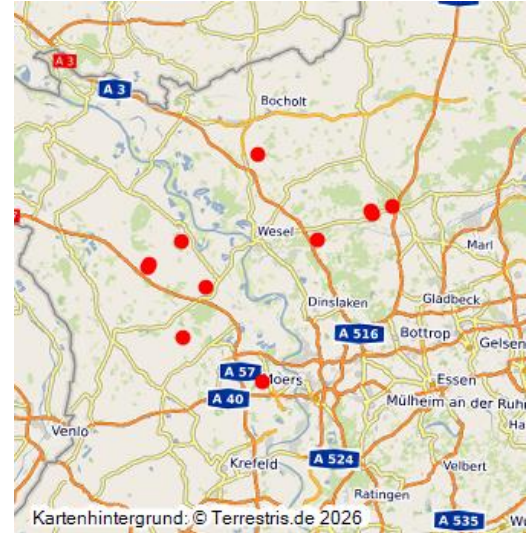 A 3
A 3
Bocholt
Wesel
Marl
Dinslaken
Gladbeck
A 516
Bottrop
Gelsen
A 57
Moers
Essen
A 40
Mülheim an der Ruhr
Venlo
Krefeld
A 524
Velbert
Ratingen
A 535
Kartenhintergrund: © Terrestris.de 2026